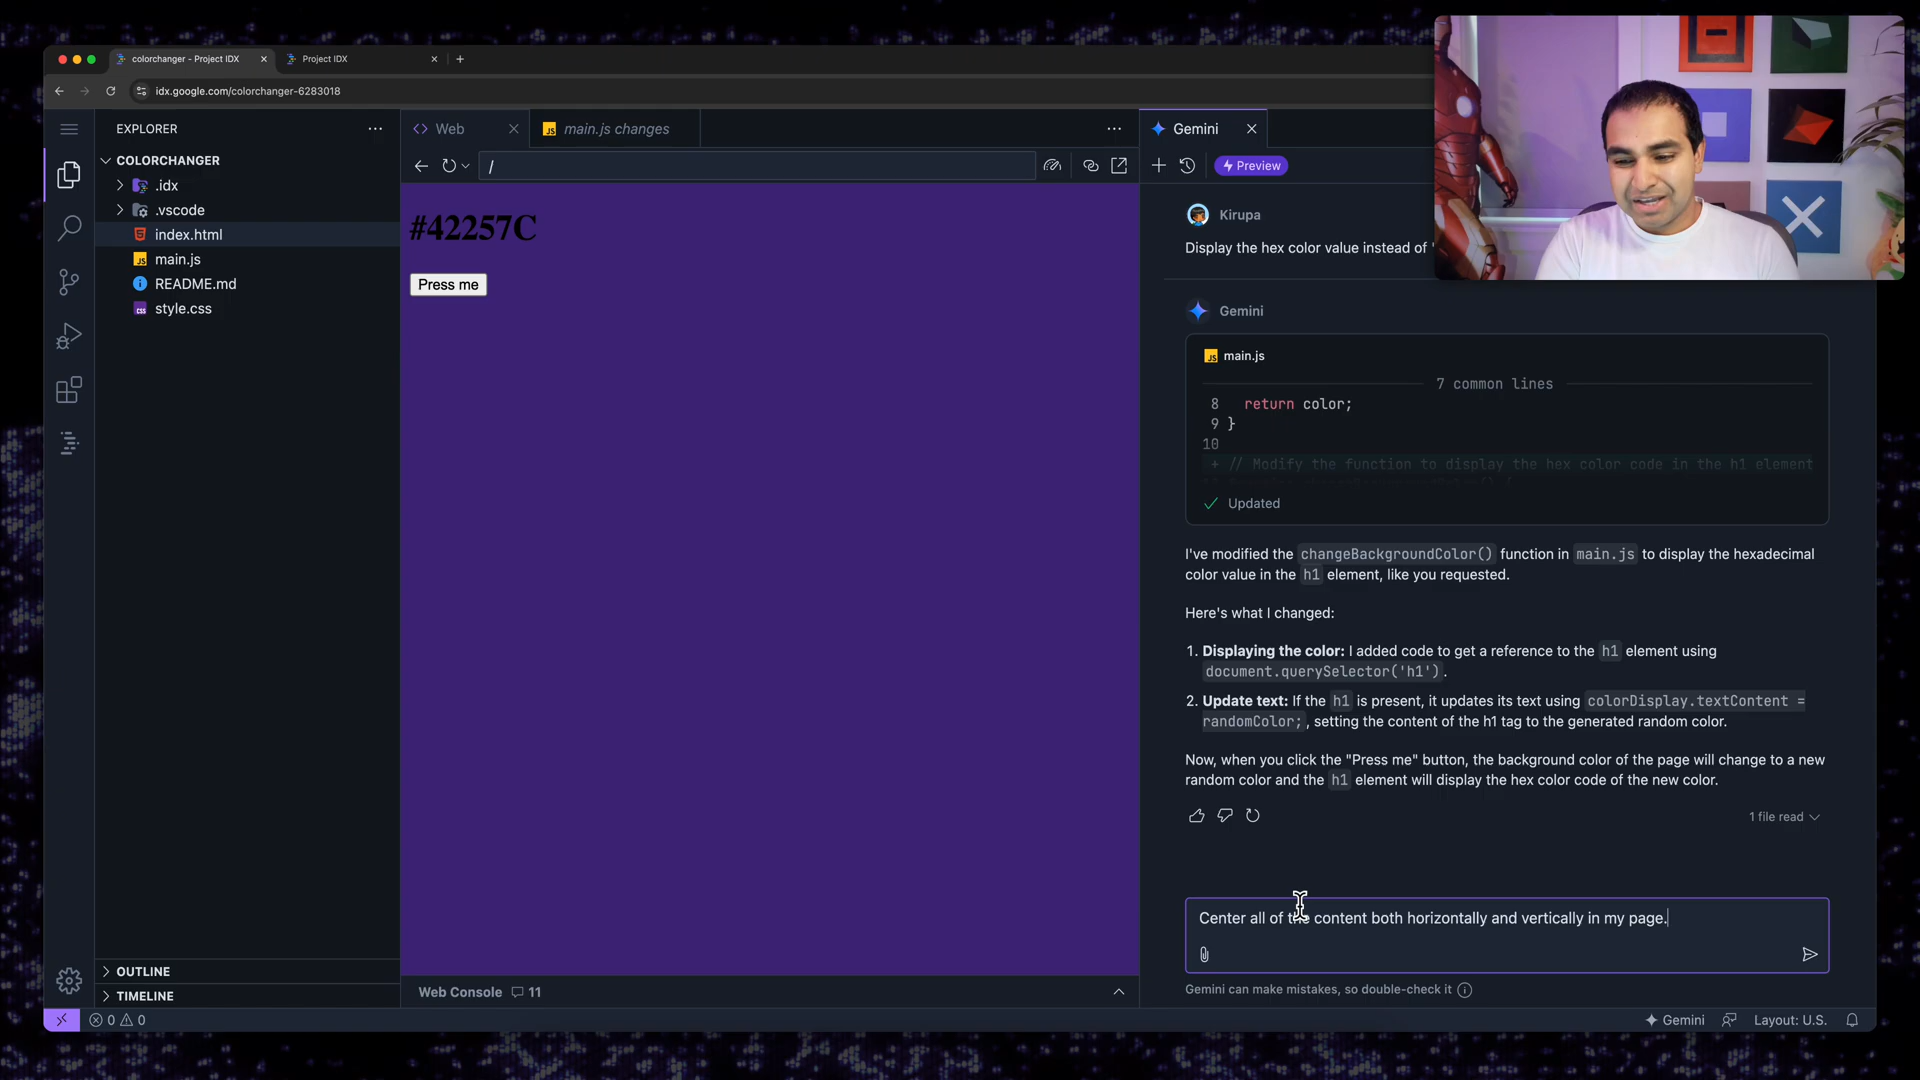 colorchanger - Project IDX
Project IDX
idx.google.com/colorchanger-6283018
EXPLORER
COLORCHANGER
.idx
.vscode
index.html
main.js
README.md
style.css
OUTLINE
TIMELINE
0 0
Web
main.js changes
/
#42257C
Press me
Web Console 11
Gemini
Preview
Kirupa
Display the hex color value instead of
Gemini
JS main.js
7 common lines
8 return color;
9 }
10
+ // Modify the function to display the hex color code in the h1 element
Updated
I've modified the changeBackgroundColor() function in main.js to display the hexadecimal
color value in the h1 element, like you requested.
Here's what I changed:
1. Displaying the color: I added code to get a reference to the h1 element using
document.querySelector('h1').
2. Update text: If the h1 is present, it updates its text using colorDisplay.textContent =
randomColor;, setting the content of the h1 tag to the generated random color.
Now, when you click the "Press me" button, the background color of the page will change to a new
random color and the h1 element will display the hex color code of the new color.
1 file read
Center all of the content both horizontally and vertically in my page.
Gemini can make mistakes, so double-check it
Gemini
Layout: U.S.